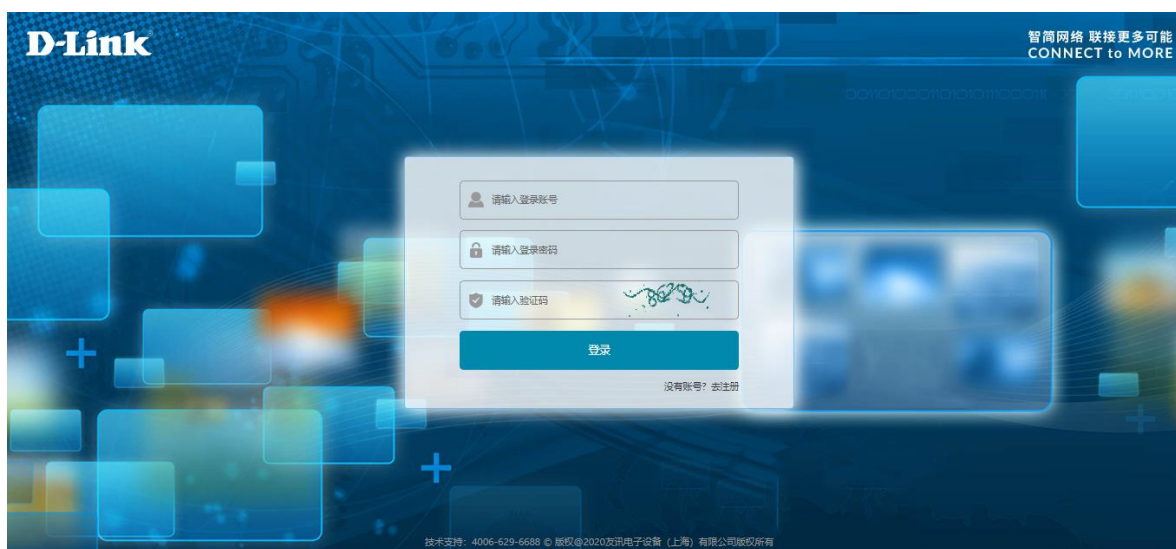 D-Link
智简网络 联接更多可能
CONNECT to MORE
请输入登录账号
请输入登录密码
请输入验证码
登录
没有账号？去注册
技术支持：4006-629-6688 © 版权@2020友讯电子设备（上海）有限公司版权所有